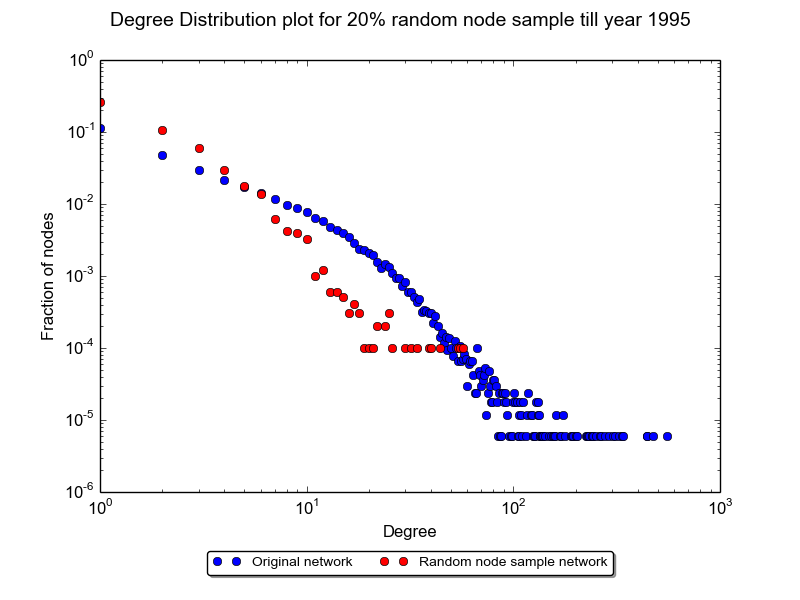 Degree Distribution plot for 20% random node sample till year 1995
10^0
10^-1
10^-2
10^-3
10^-4
10^-5
10^-6
Fraction of nodes
10^0 10^1 10^2 10^3
Degree
Original network Random node sample network